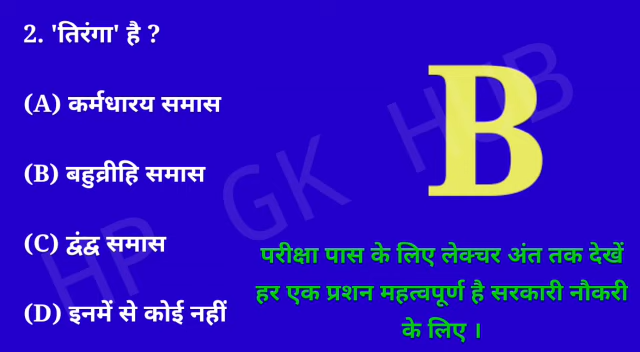 2. 'तिरंगा' है ?
(A) कर्मधारय समास
(B) बहुव्रीहि समास
(C) द्वंद्व समास
(D) इनमें से कोई नहीं
B
परीक्षा पास के लिए लेक्चर अंत तक देखें
हर एक प्रशन महत्वपूर्ण है सरकारी नौकरी
के लिए ।
HP GK HUB